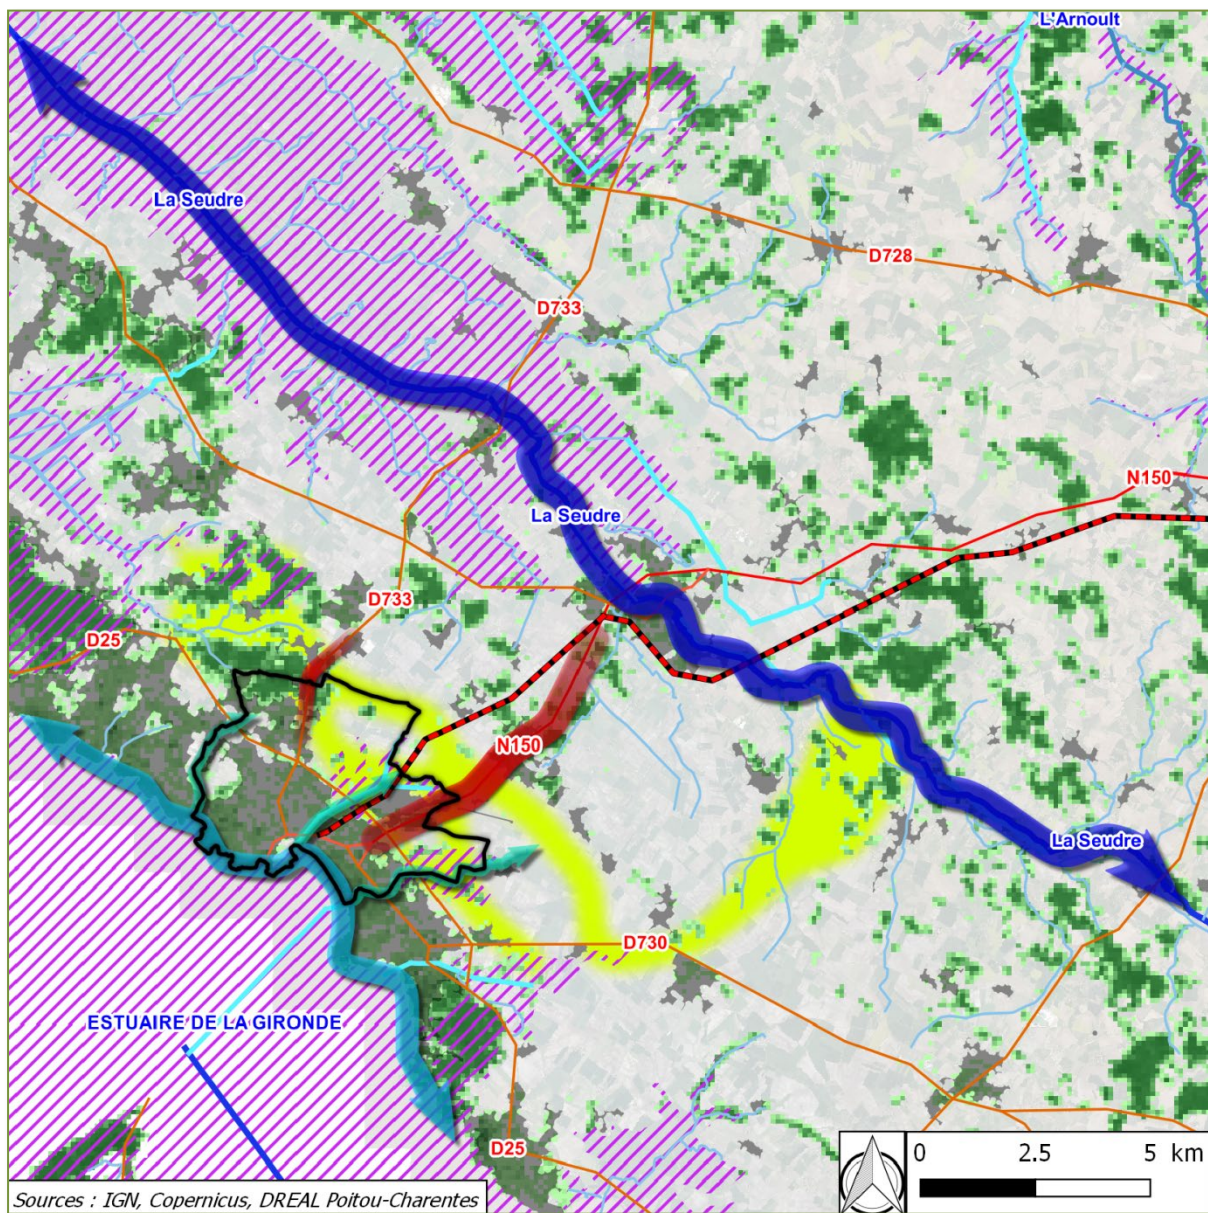 L'Arnoult
La Seudre
D728
D733
N150
La Seudre
D733
D25
N150
La Seudre
D730
ESTUAIRE DE LA GIRONDE
D25
0 2.5 5 km
Sources : IGN, Copernicus, DREAL Poitou-Charentes